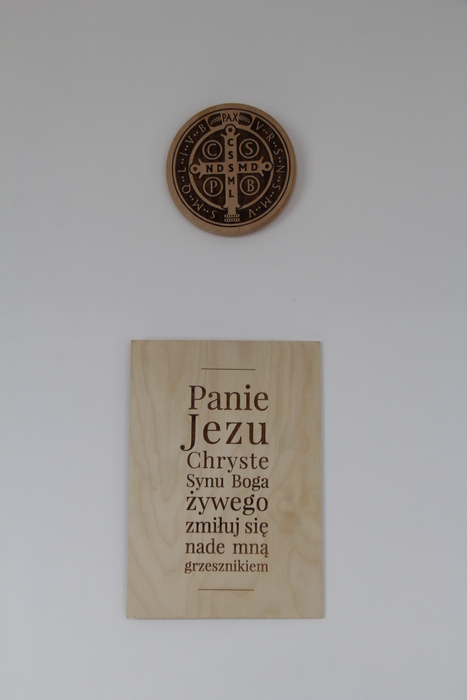 PAX
V·R·S·N·S·M·V
S·M·Q·L·I·V·B
C S
C
S
S
M
L
NDSMD
P B
Panie
Jezu
Chryste
Synu Boga
żywego
zmiłuj się
nade mną
grzesznikiem